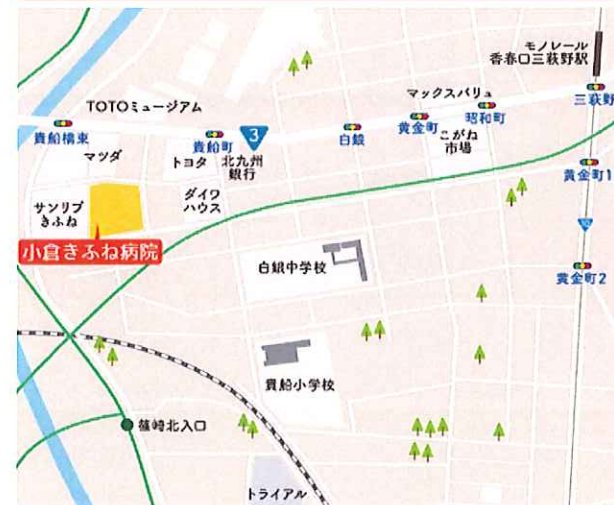 モノレール
香春口三萩野駅
TOTOミュージアム
マックスバリュ
三萩野
昭和町
黄金町
貴船橋東
貴船町
3
白銀
こがね
市場
マツダ
トヨタ
北九州
銀行
黄金町1
サンリブ
きふね
ダイワ
ハウス
小倉きふね病院
白銀中学校
黄金町2
貴船小学校
篠崎北入口
トライアル